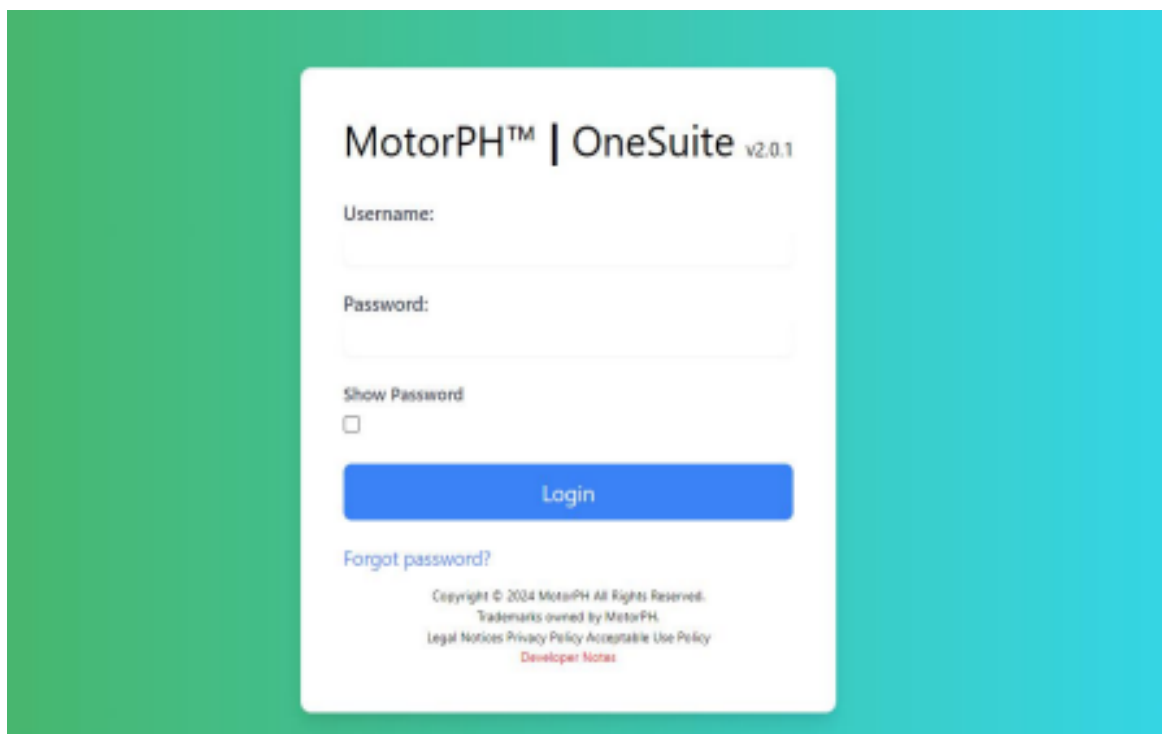 MotorPH™ | OneSuite v2.0.1
Username:
Password:
Show Password
Login
Forgot password?
Copyright © 2024 MotorPH All Rights Reserved.
Trademarks owned by MotorPH.
Legal Notices Privacy Policy Acceptable Use Policy
Developer Notes